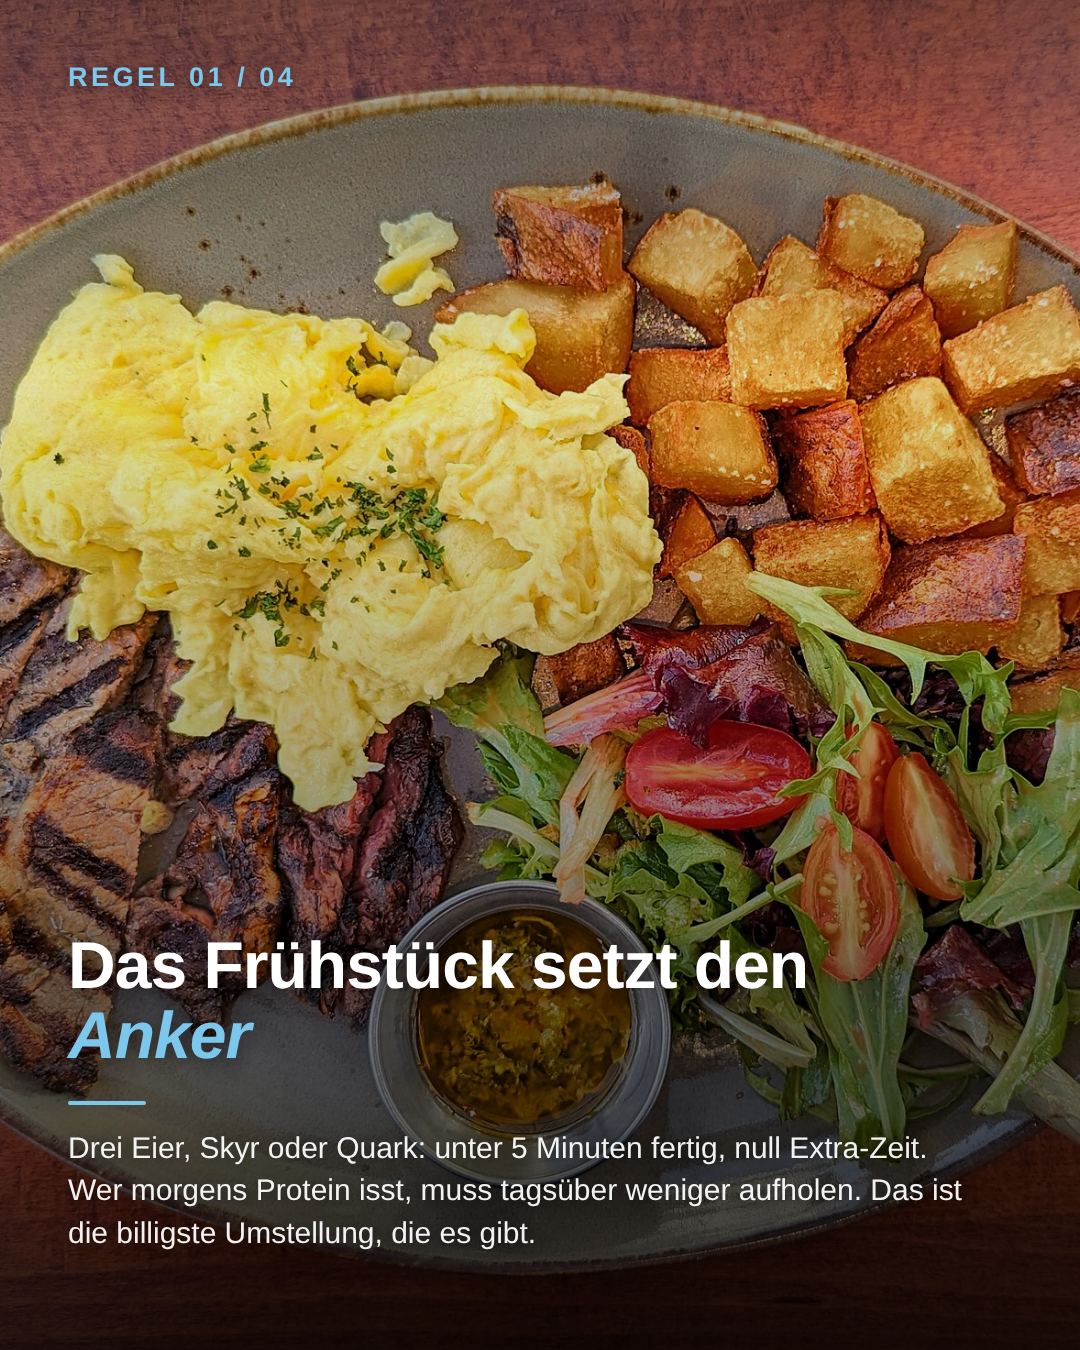 REGEL 01 / 04
Das Frühstück setzt den
Anker
Drei Eier, Skyr oder Quark: unter 5 Minuten fertig, null Extra-Zeit.
Wer morgens Protein isst, muss tagsüber weniger aufholen. Das ist
die billigste Umstellung, die es gibt.